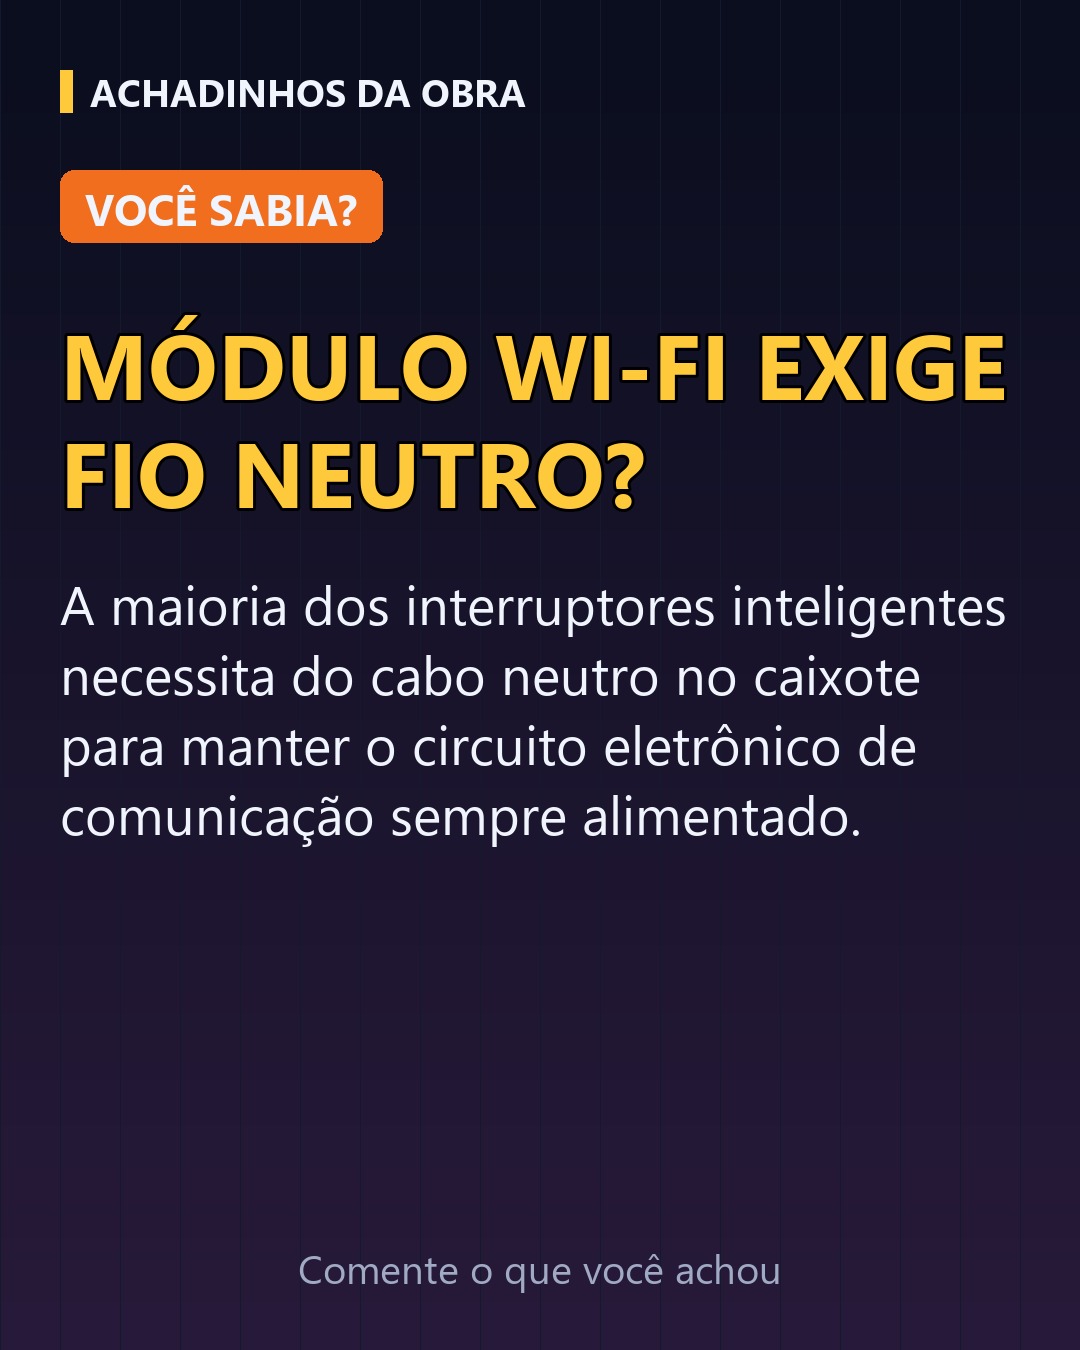 ACHADINHOS DA OBRA
VOCÊ SABIA?
MÓDULO WI-FI EXIGE
FIO NEUTRO?
A maioria dos interruptores inteligentes
necessita do cabo neutro no caixote
para manter o circuito eletrônico de
comunicação sempre alimentado.
Comente o que você achou